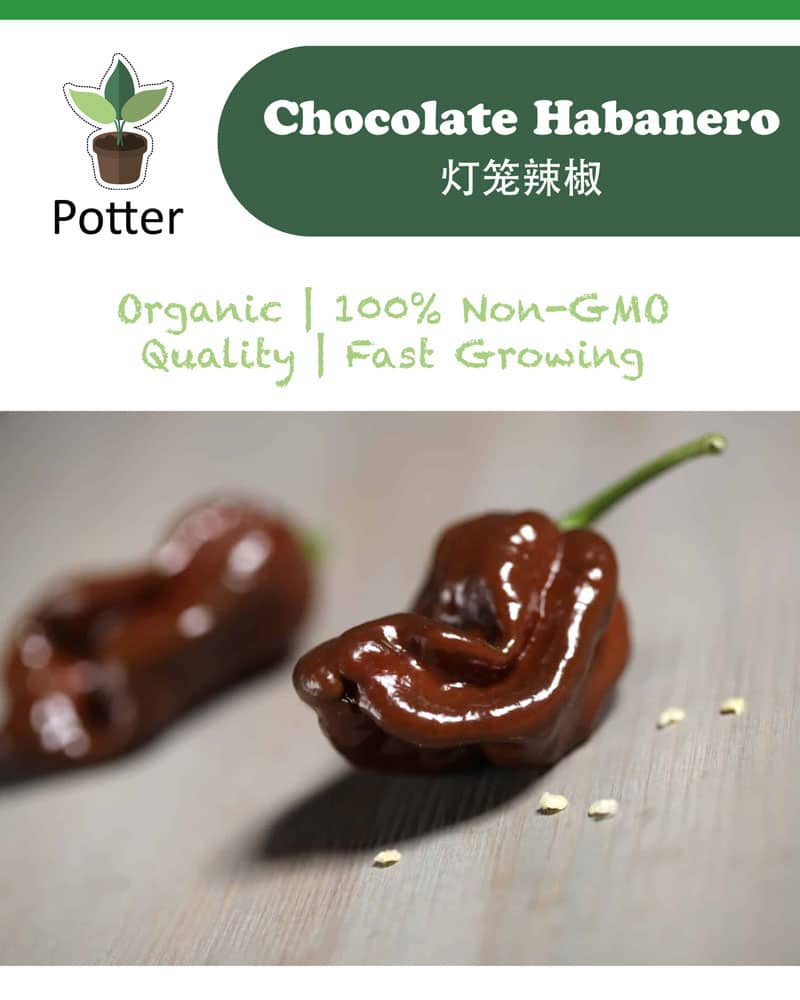 Potter
Chocolate Habanero
灯笼辣椒
Organic | 100% Non-GMO
Quality | Fast Growing